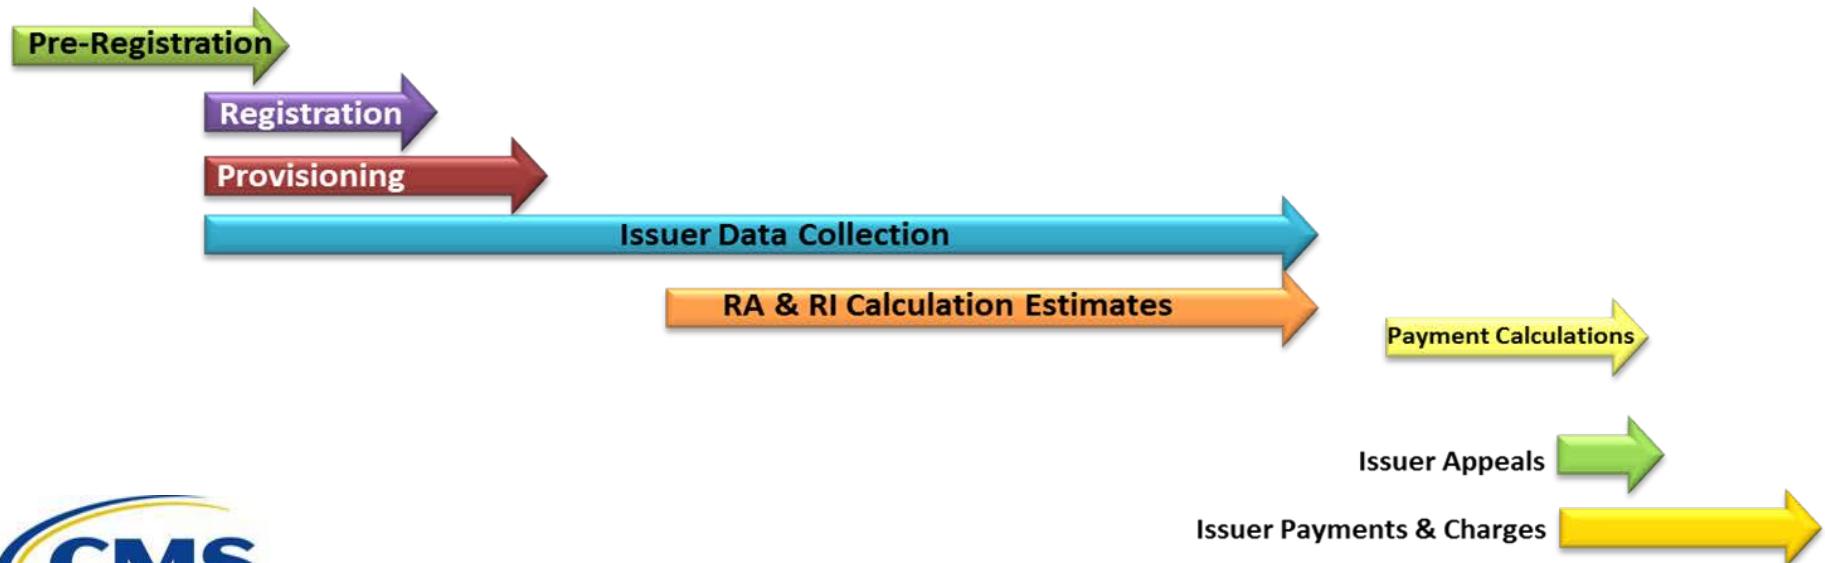 Pre-Registration
Registration
Provisioning
Issuer Data Collection
RA & RI Calculation Estimates
Payment Calculations
Issuer Appeals
Issuer Payments & Charges
CMS